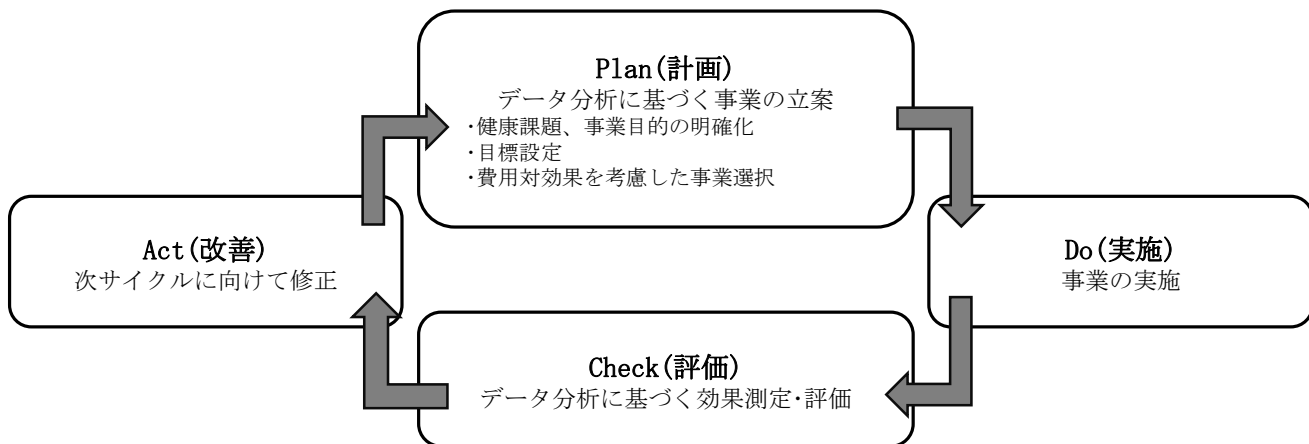 Plan(計画)
データ分析に基づく事業の立案
・健康課題、事業目的の明確化
・目標設定
・費用対効果を考慮した事業選択
Act(改善)
次サイクルに向けて修正
Do(実施)
事業の実施
Check(評価)
データ分析に基づく効果測定・評価